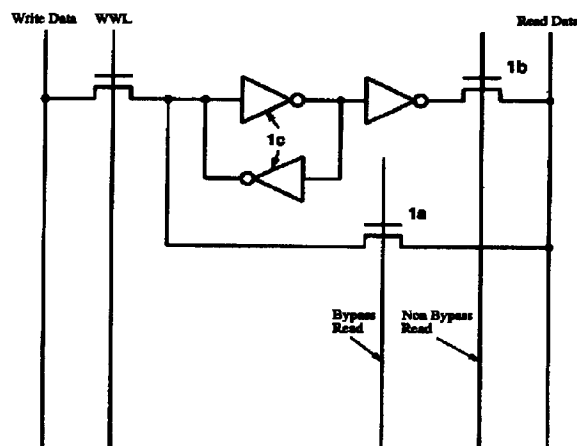 Write Data
WWL
Read Data
1b
1c
1a
Bypass
Read
Non Bypass
Read